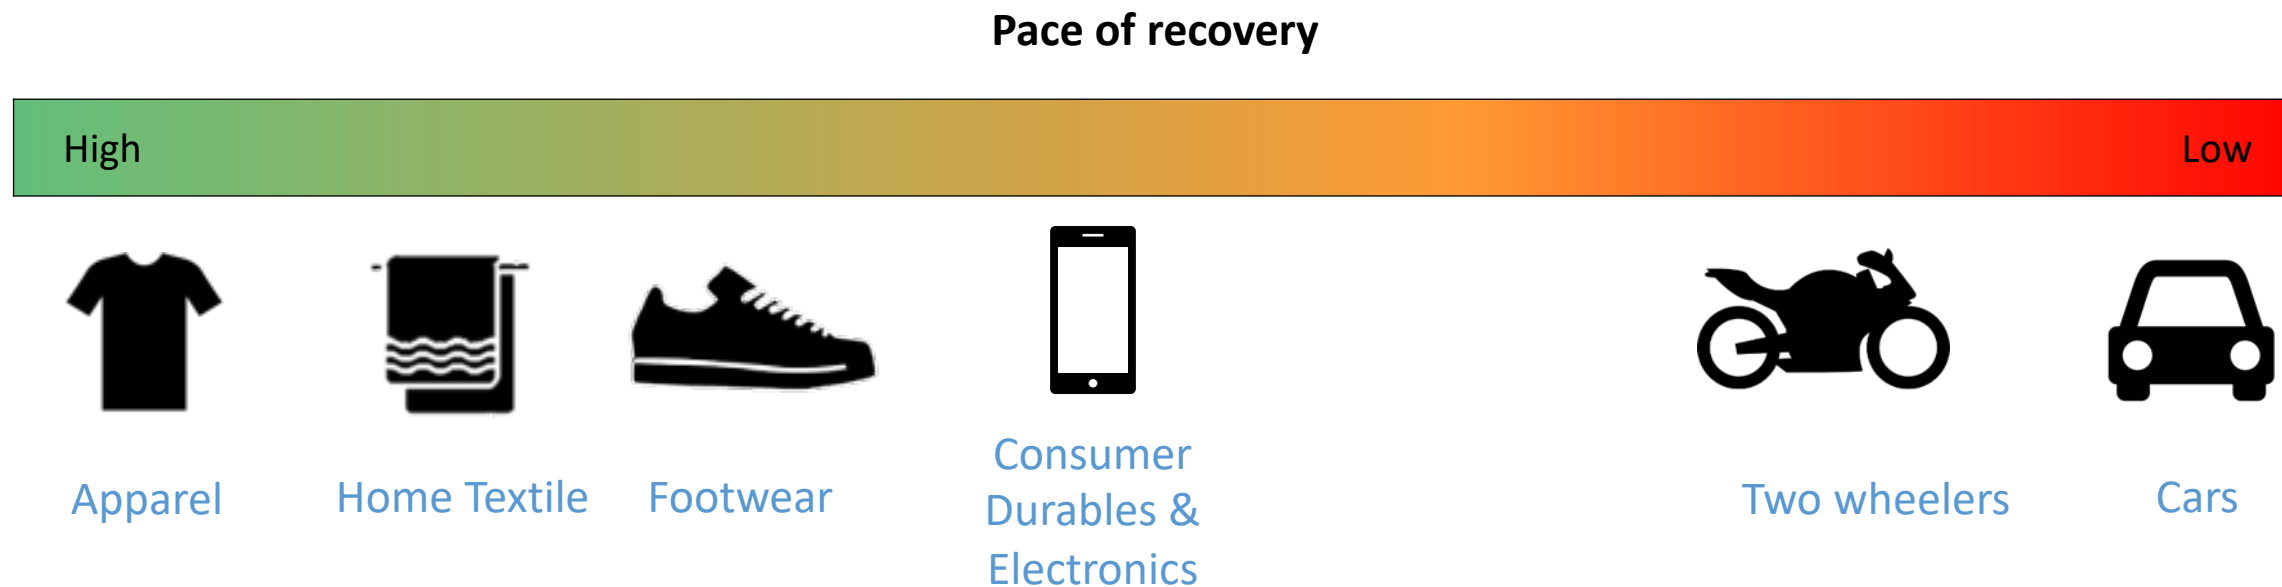 Pace of recovery
High
Low
Apparel
Home Textile
Footwear
Consumer
Durables &
Electronics
Two wheelers
Cars